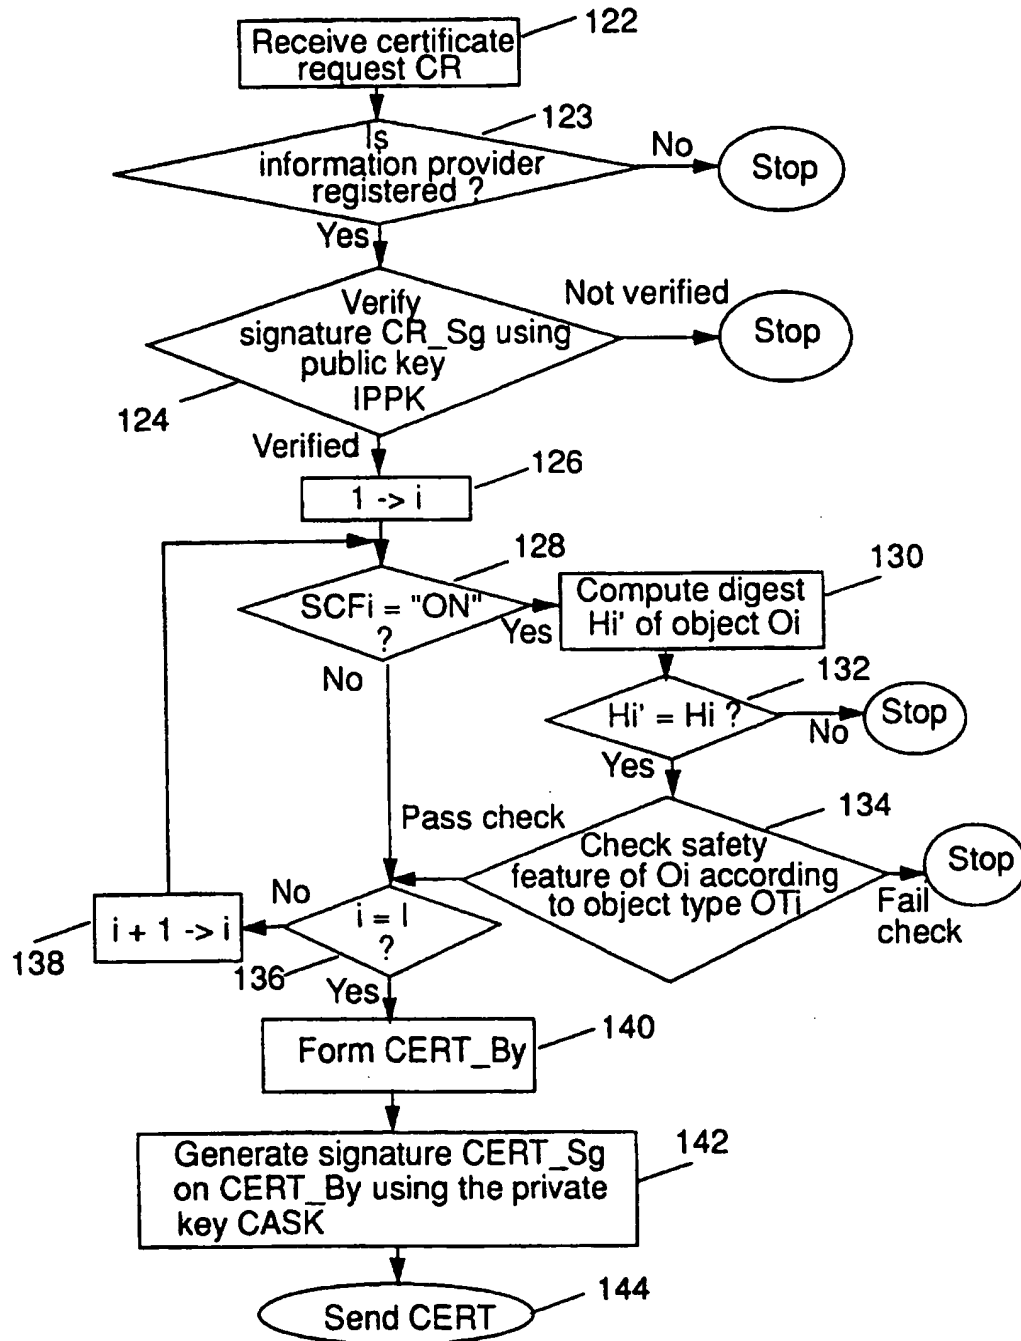 122
Receive certificate
request CR
123
Is
information provider
registered ?
No
Stop
Yes
Verify
signature CR_Sg using
public key
IPPK
Not verified
Stop
124
Verified
126
1 -> i
128
SCFi = "ON"
?
Yes
No
130
Compute digest
Hi' of object Oi
132
Hi' = Hi ?
No
Stop
Yes
134
Pass check
Check safety
feature of Oi according
to object type OTi
Stop
Fail
check
No
i = I
?
i + 1 -> i
138
136
Yes
140
Form CERT_By
142
Generate signature CERT_Sg
on CERT_By using the private
key CASK
144
Send CERT